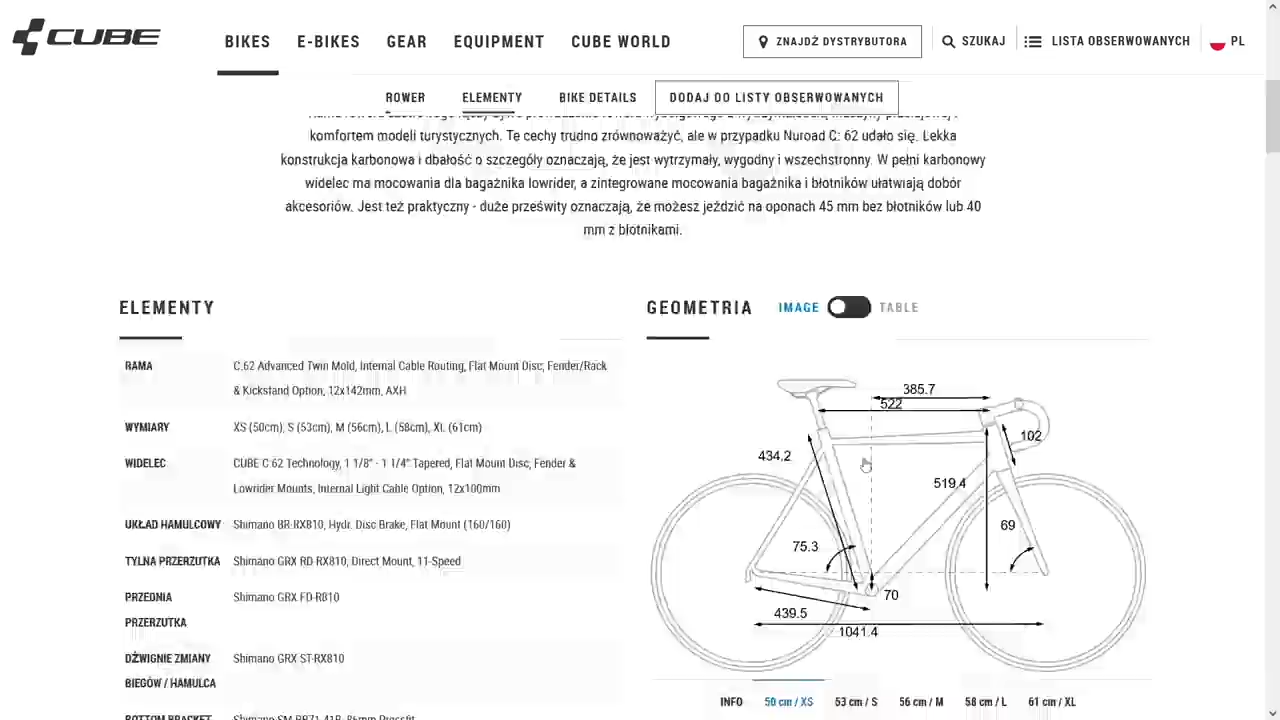 CUBE
BIKES E-BIKES GEAR EQUIPMENT CUBE WORLD
ZNAJDŹ DYSTRYBUTORA
SZUKAJ
LISTA OBSERWOWANYCH
PL
ROWER ELEMENTY BIKE DETAILS DODAJ DO LISTY OBSERWOWANYCH
komfortem modeli turystycznych. Te cechy trudno zrównoważyć, ale w przypadku Nuroad C: 62 udało się. Lekka
konstrukcja karbonowa i dbałość o szczegóły oznaczają, że jest wytrzymały, wygodny i wszechstronny. W pełni karbonowy
widelec ma mocowania dla bagażnika lowrider, a zintegrowane mocowania bagażnika i błotników ułatwiają dobór
akcesoriów. Jest też praktyczny - duże prześwity oznaczają, że możesz jeździć na oponach 45 mm bez błotników lub 40
mm z błotnikami.
ELEMENTY
RAMA C:62 Advanced Twin Mold, Internal Cable Routing, Flat Mount Disc, Fender/Rack
& Kickstand Option, 12x142mm, AXH
WYMIARY XS (50cm), S (53cm), M (56cm), L (58cm), XL (61cm)
WIDELEC CUBE C:62 Technology, 1 1/8" - 1 1/4" Tapered, Flat Mount Disc, Fender &
Lowrider Mounts, Internal Light Cable Option, 12x100mm
UKŁAD HAMULCOWY Shimano BR-RX810, Hydr. Disc Brake, Flat Mount (160/160)
TYLNA PRZERZUTKA Shimano GRX RD-RX810, Direct Mount, 11-Speed
PRZEDNIA Shimano GRX FD-R810
PRZERZUTKA
DŹWIGNIE ZMIANY Shimano GRX ST-RX810
BIEGÓW / HAMULCA
BOTTOM BRACKET
GEOMETRIA IMAGE TABLE
385.7
522
102
434.2
519.4
69
75.3
70
439.5
1041.4
INFO 50 cm / XS 53 cm / S 56 cm / M 58 cm / L 61 cm / XL